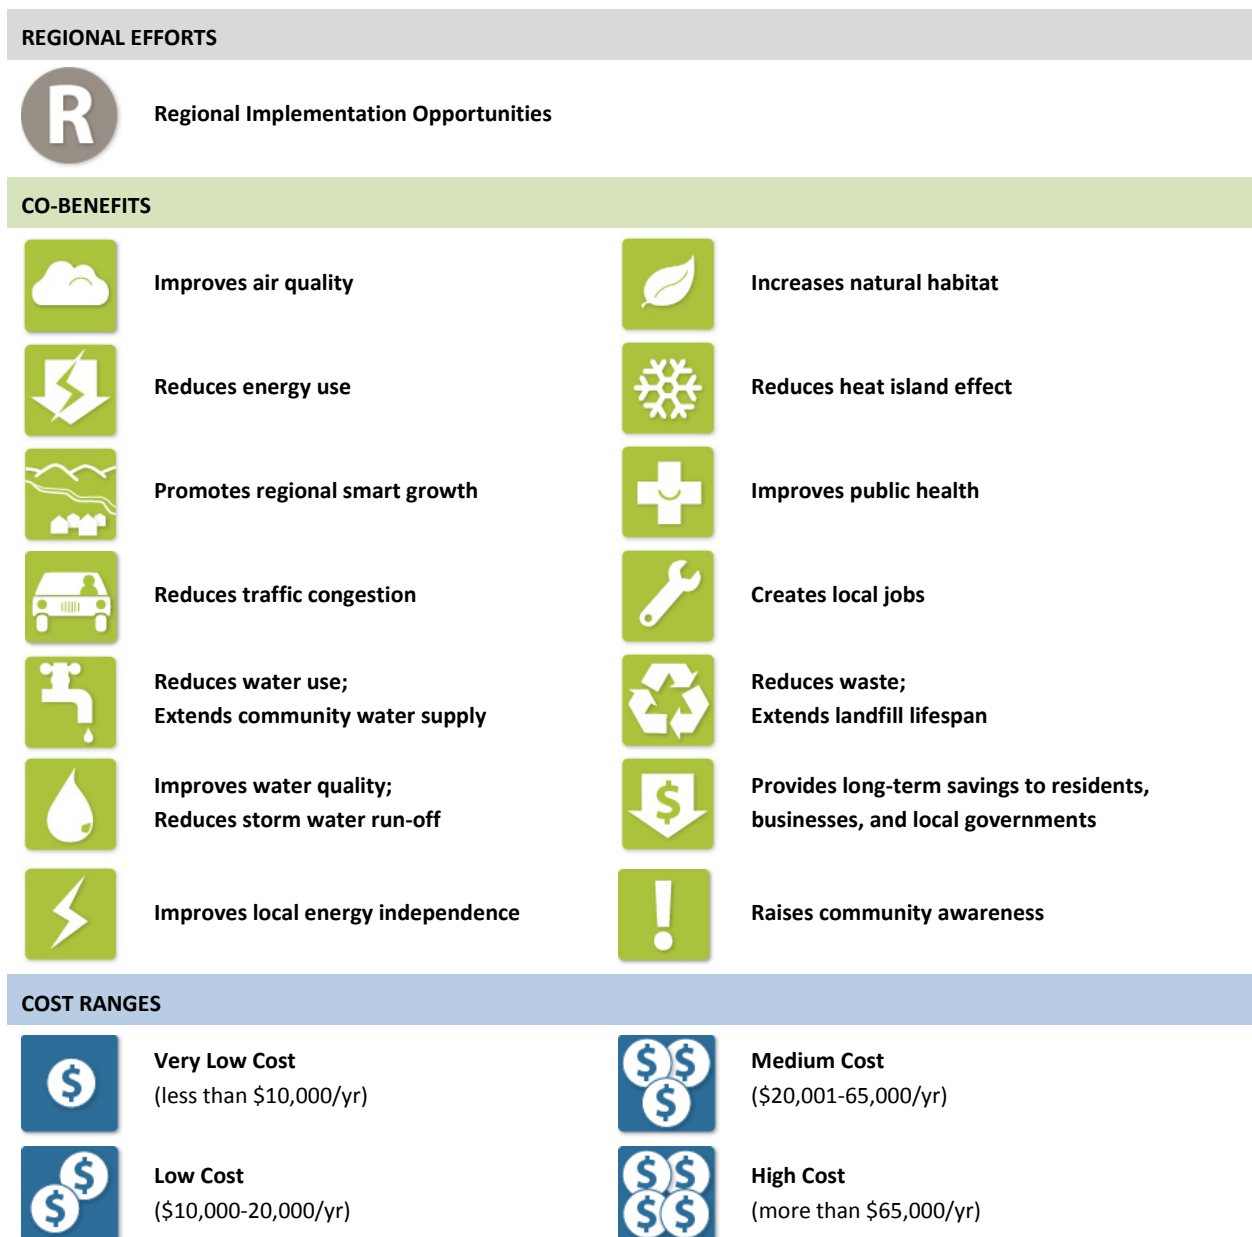 REGIONAL EFFORTS
R
Regional Implementation Opportunities
CO-BENEFITS
Improves air quality
Increases natural habitat
Reduces energy use
Reduces heat island effect
Promotes regional smart growth
Improves public health
Reduces traffic congestion
Creates local jobs
Reduces water use;
Extends community water supply
Reduces waste;
Extends landfill lifespan
Improves water quality;
Reduces storm water run-off
$
Provides long-term savings to residents,
businesses, and local governments
Improves local energy independence
!
Raises community awareness
COST RANGES
$
Very Low Cost
(less than $10,000/yr)
$ $
$
Medium Cost
($20,001-65,000/yr)
$
$
Low Cost
($10,000-20,000/yr)
$ $
$ $
High Cost
(more than $65,000/yr)